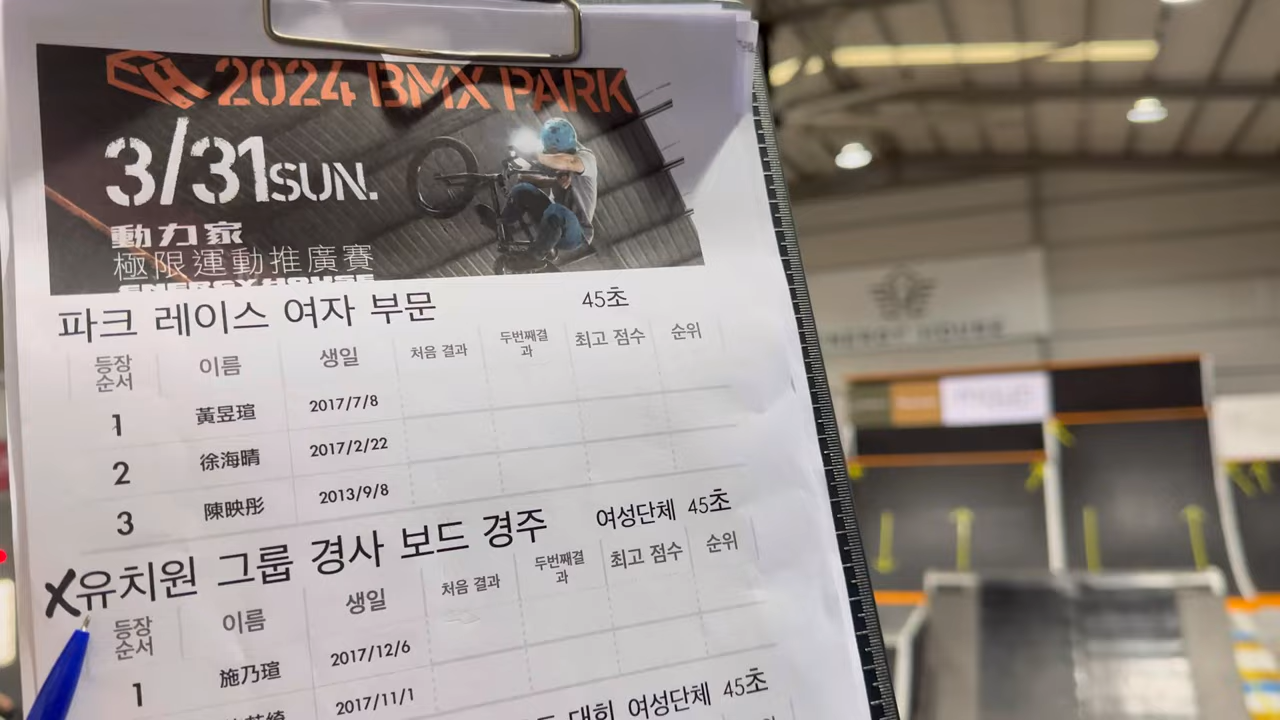 2024 BMX PARK
3/31SUN.
動力家
極限運動推廣賽
ENERGY HOUSE
파크 레이스 여자 부문 45초
등장 순서 이름 생일 처음 결과 두번째결과 최고 점수 순위
1 黃昱瑄 2017/7/8
2 徐海晴 2017/2/22
3 陳映彤 2013/9/8
X유치원 그룹 경사 보드 경주 여성단체 45초
등장 순서 이름 생일 처음 결과 두번째결과 최고 점수 순위
1 施乃瑄 2017/12/6
2017/11/1
대회 여성단체 45초
ENERGY HOUSE